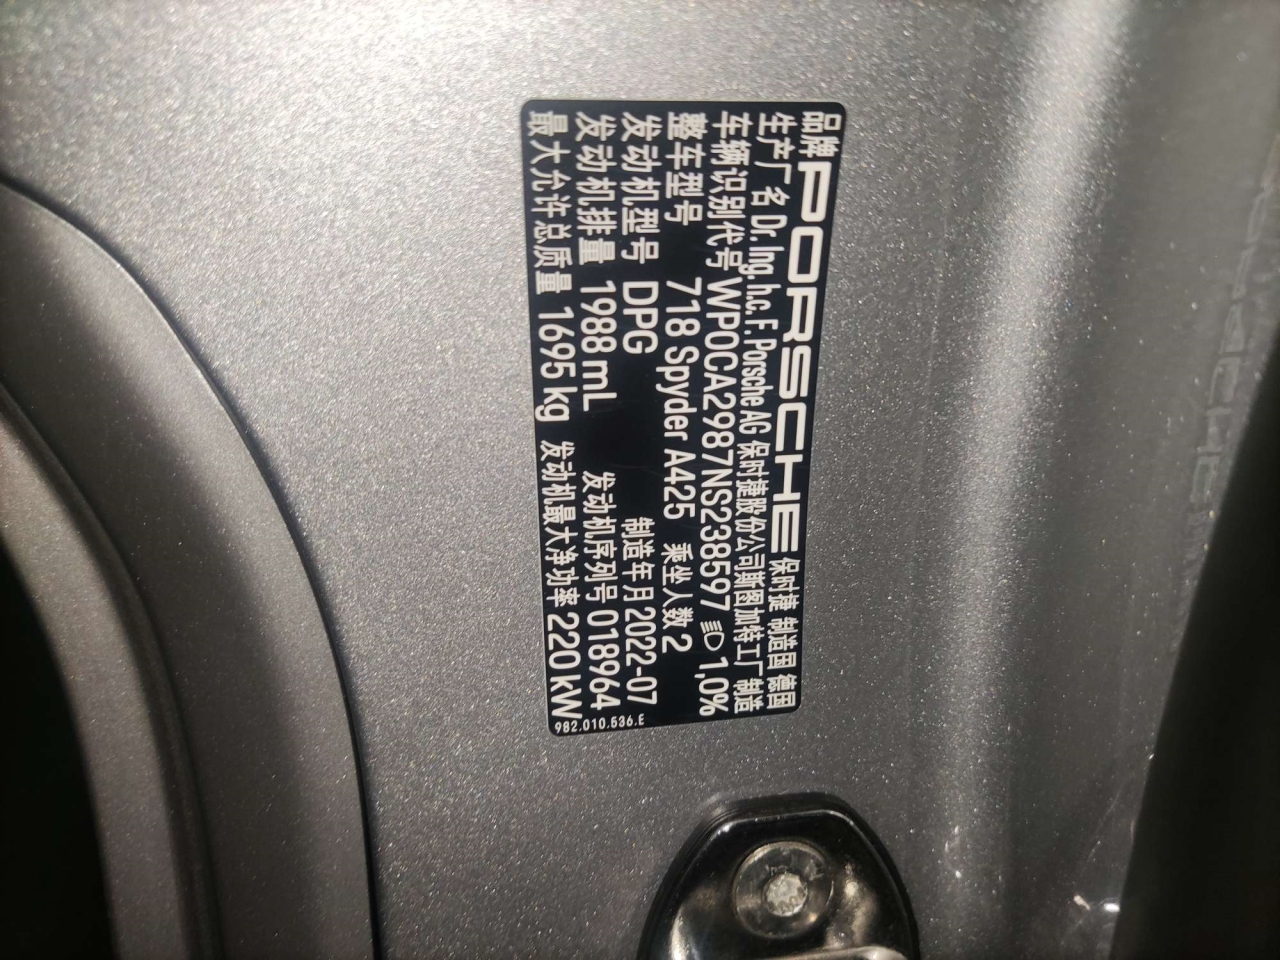 品牌 PORSCHE 保时捷 制造国 德国
生产厂名 Dr. Ing. h.c. F. Porsche AG 保时捷股份公司斯图加特工厂 制造
车辆识别代号 WP0CA2987NS238597 1,0%
整车型号 718 Spyder A425 乘坐人数 2
发动机型号 DPG 制造年月 2022-07
发动机排量 1988 mL 发动机序列号 018964
最大允许总质量 1695 kg 发动机最大净功率 220 kW
982.010.536.E